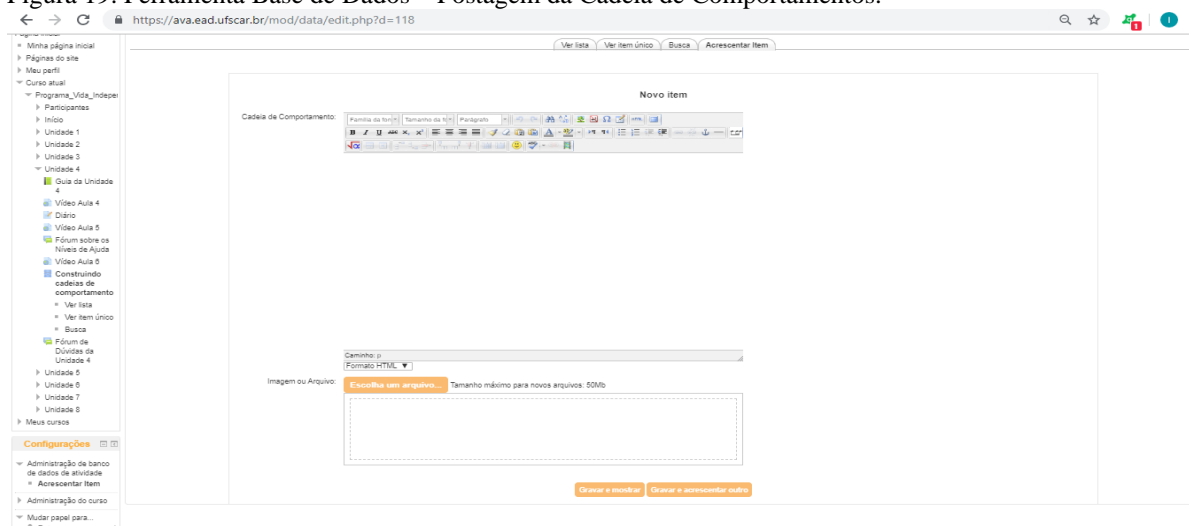 Figura 19. Ferramenta Base de Dados – Postagem da Cadeia de Comportamentos.
https://ava.ead.ufscar.br/mod/data/edit.php?d=118
Minha página inicial
Páginas do site
Meu perfil
Curso atual
Programa_Vida_Indeper
Participantes
Início
Unidade 1
Unidade 2
Unidade 3
Unidade 4
Guia da Unidade
4
Vídeo Aula 4
Diário
Vídeo Aula 5
Fórum sobre os
Níveis de Ajuda
Vídeo Aula 6
Construindo
cadeias de
comportamento
Ver lista
Ver item único
Busca
Fórum de
Dúvidas da
Unidade 4
Unidade 5
Unidade 6
Unidade 7
Unidade 8
Meus cursos
Configurações
Administração de banco
de dados de atividade
Acrescentar Item
Administração do curso
Mudar papel para...
Ver lista Ver item único Busca Acrescentar Item
Novo item
Cadeia de Comportamento:
Tamanho da f Parágrafo
HTML
B I U ABC
Caminho: p
Formato HTML
Imagem ou Arquivo:
Escolha um arquivo... Tamanho máximo para novos arquivos: 50Mb
Gravar e mostrar Gravar e acrescentar outro